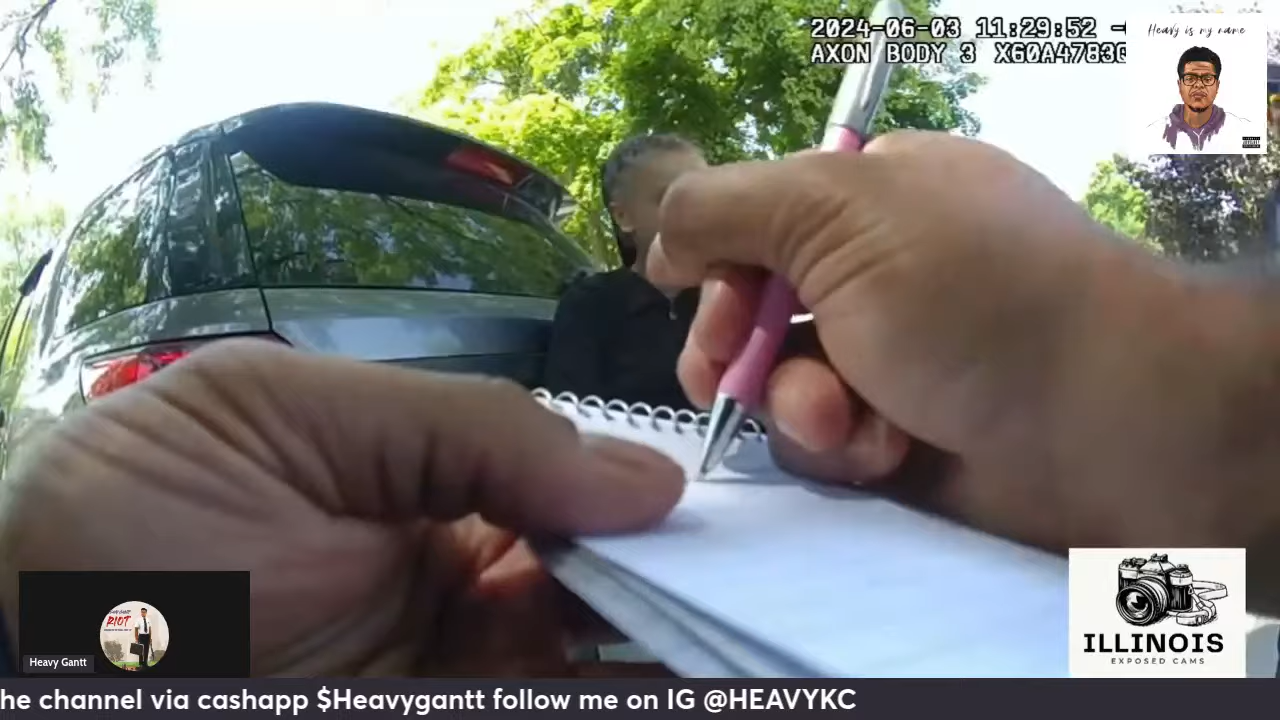 2024-06-03 11:29:52 -
AXON BODY 3 X60A4783
Heavy is my name
RIOT
Heavy Gantt
ILLINOIS
EXPOSED CAMS
he channel via cashapp $Heavygantt follow me on IG @HEAVYKC